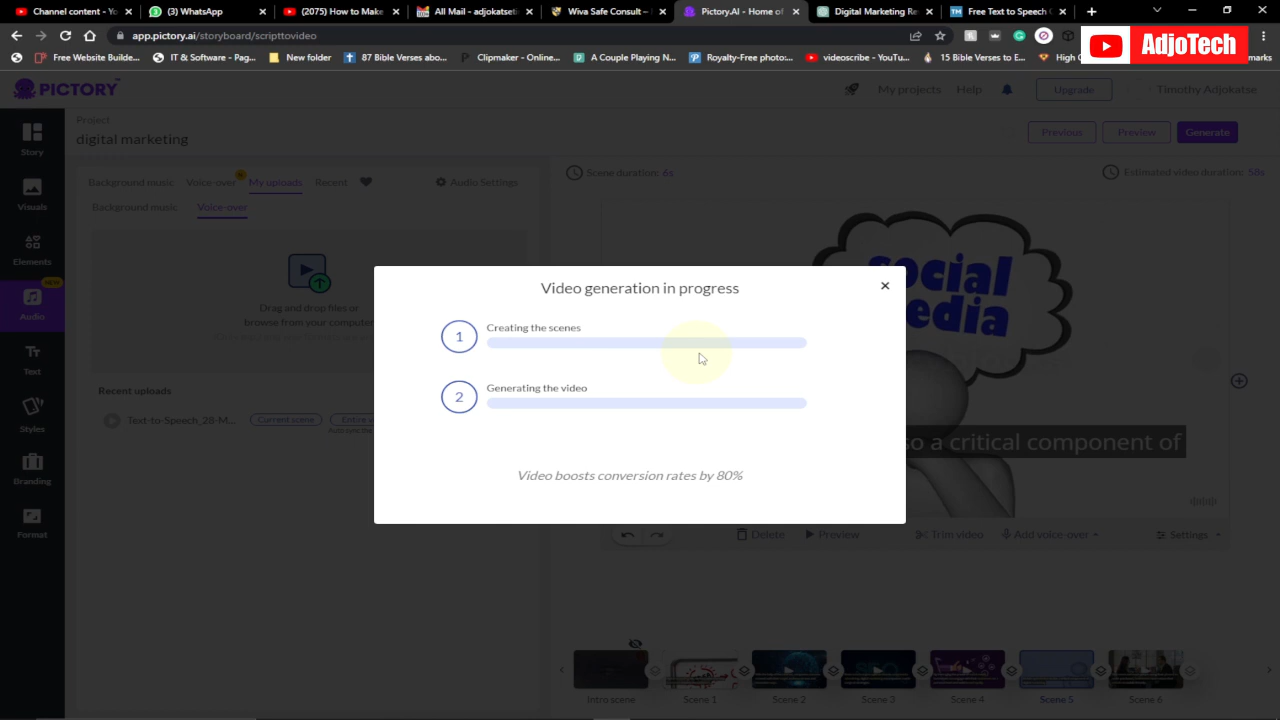 Channel content - Yo
(3) WhatsApp
(2075) How to Make
All Mail - adjokatseti
Wiva Safe Consult –
Pictory.AI - Home of
Digital Marketing Re
Free Text to Speech C
app.pictory.ai/storyboard/scripttovideo
AdjoTech
Free Website Builde...
IT & Software - Pag...
New folder
87 Bible Verses abo...
Clipmaker - Online...
A Couple Playing N...
Royalty-Free photo:...
videoscribe - YouTu...
15 Bible Verses to E...
PICTORY
My projects
Help
Upgrade
Timothy Adjokatse
Project
digital marketing
Previous
Preview
Generate
Story
Visuals
Elements
NEW
Audio
Text
Styles
Branding
Format
Background music
Voice-over
My uploads
Recent
Audio Settings
Background music
Voice-over
Drag and drop files or
browse from your computer
Recent uploads
Text-to-Speech_28-M...
Current scene
Scene duration: 6s
Estimated video duration: 58s
social
media
so a critical component of
Video generation in progress
1
Creating the scenes
2
Generating the video
Video boosts conversion rates by 80%
Delete
Preview
Trim video
Add voice-over
Settings
Intro scene
Scene 1
Scene 2
Scene 3
Scene 4
Scene 5
Scene 6